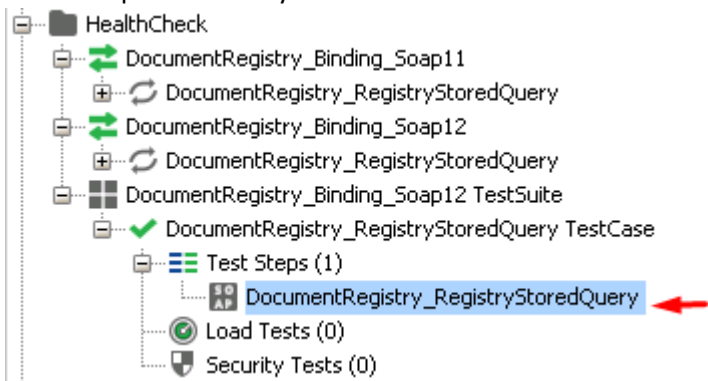 HealthCheck
DocumentRegistry_Binding_Soap11
DocumentRegistry_RegistryStoredQuery
DocumentRegistry_Binding_Soap12
DocumentRegistry_RegistryStoredQuery
DocumentRegistry_Binding_Soap12 TestSuite
DocumentRegistry_RegistryStoredQuery TestCase
Test Steps (1)
SOAP DocumentRegistry_RegistryStoredQuery
Load Tests (0)
Security Tests (0)